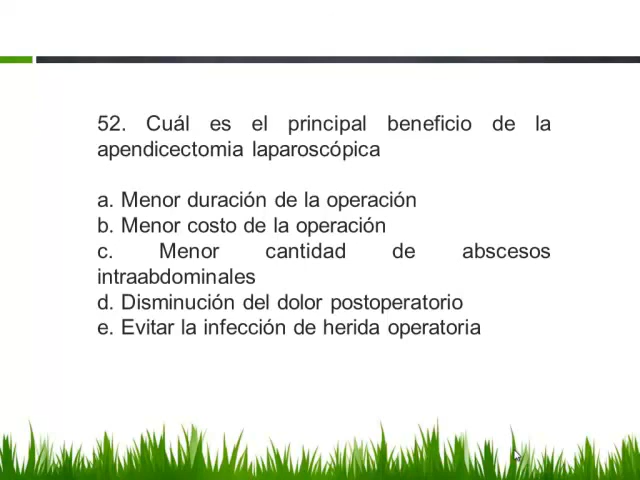 52. Cuál es el principal beneficio de la
apendicectomia laparoscópica
a. Menor duración de la operación
b. Menor costo de la operación
c. Menor cantidad de abscesos
intraabdominales
d. Disminución del dolor postoperatorio
e. Evitar la infección de herida operatoria